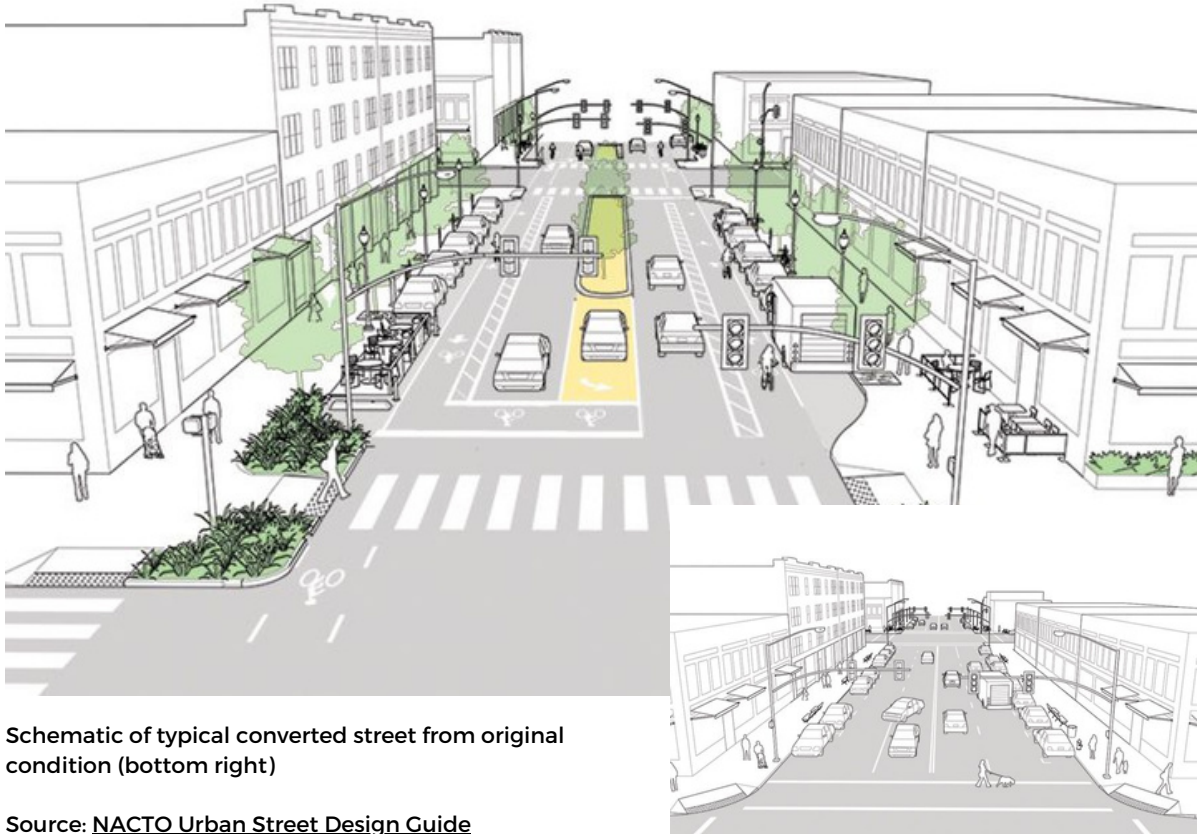 Schematic of typical converted street from original
condition (bottom right)
Source: NACTO Urban Street Design Guide